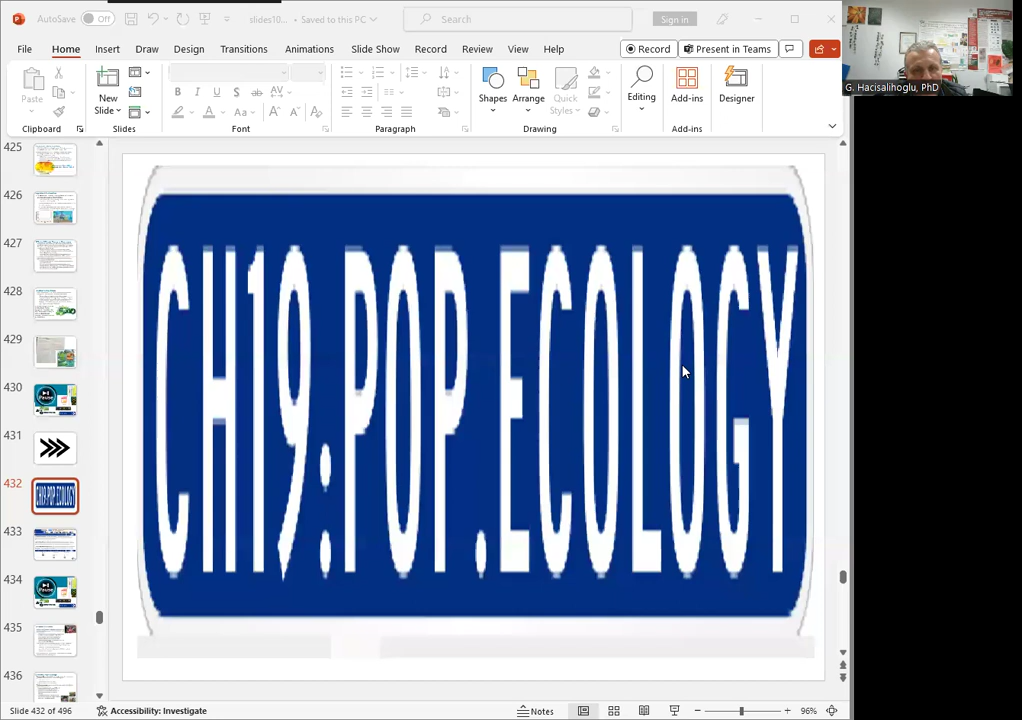 AutoSave Off slides10... • Saved to this PC Search Sign in
File Home Insert Draw Design Transitions Animations Slide Show Record Review View Help Record Present in Teams
Paste New Slide Shapes Arrange Quick Styles Editing Add-ins Designer
Clipboard Slides Font Paragraph Drawing Add-ins
G. Hacisalihoglu, PhD
425
426
427
428
429
430
431
432
433
434
435
436
CH19:POP.ECOLOGY
Slide 432 of 496 Accessibility: Investigate Notes 96%